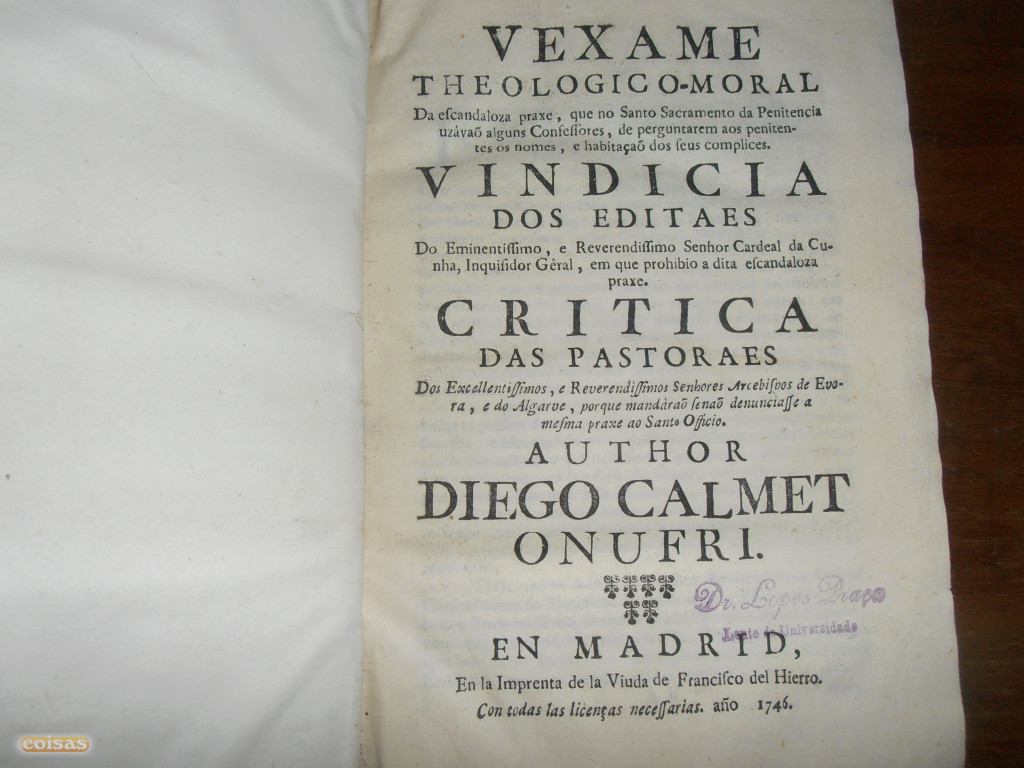 VEXAME
THEOLOGICO-MORAL
Da eſcandaloza praxe, que no Santo Sacramento da Penitencia
uzávaõ alguns Confeſſores, de perguntarem aos peniten-
tes os nomes, e habitaçaõ dos ſeus complices.
VINDICIA
DOS EDITAES
Do Eminentiſſimo, e Reverendiſſimo Senhor Cardeal da Cu-
nha, Inquiſidor Gêral, em que prohibio a dita eſcandaloza
praxe.
CRITICA
DAS PASTORAES
Dos Excellentiſſimos, e Reverendiſſimos Senhores Arcebiſpos de Evo-
ra, e do Algarve, porque mandàraõ ſenaõ denunciaſſe a
meſma praxe ao Santo Officio.
AUTHOR
DIEGO CALMET
ONUFRI.
Dr. Lopes Praça
Lente da Universidade
EN MADRID,
En la Imprenta de la Viuda de Franciſco del Hierro.
Con todas las licenças neceſſarias. año 1746.
coisas